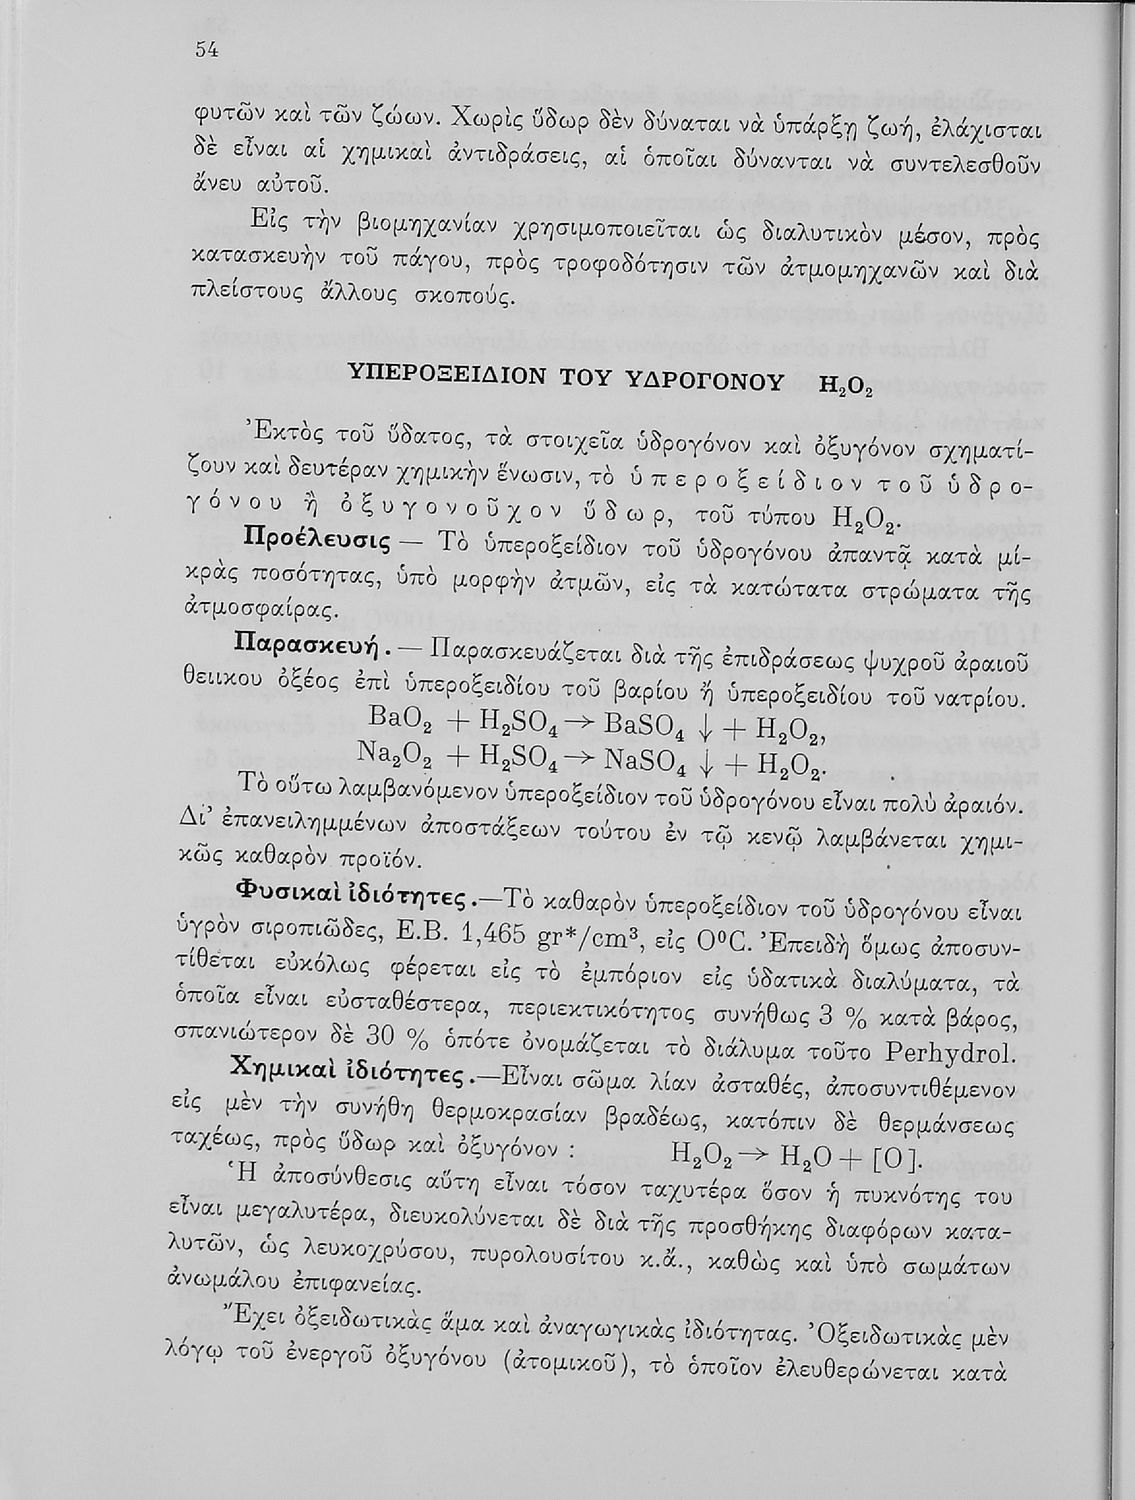 54
φυτῶν καὶ τῶν ζώων. Χωρὶς ὕδωρ δὲν δύναται νὰ ὑπάρξῃ ζωή, ἐλάχισται
δὲ εἶναι αἱ χημικαὶ ἀντιδράσεις, αἱ ὁποῖαι δύνανται νὰ συντελεσθοῦν
ἄνευ αὐτοῦ.
Εἰς τὴν βιομηχανίαν χρησιμοποιεῖται ὡς διαλυτικὸν μέσον, πρὸς
κατασκευὴν τοῦ πάγου, πρὸς τροφοδότησιν τῶν ἀτμομηχανῶν καὶ διὰ
πλείστους ἄλλους σκοπούς.
ΥΠΕΡΟΞΕΙΔΙΟΝ ΤΟΥ ΥΔΡΟΓΟΝΟΥ H₂O₂
Ἐκτὸς τοῦ ὕδατος, τὰ στοιχεῖα ὑδρογόνον καὶ ὀξυγόνον σχηματί-
ζουν καὶ δευτέραν χημικὴν ἕνωσιν, τὸ ὑπεροξείδιον τοῦ ὑδρο-
γόνου ἢ ὀξυγονοῦχον ὕδωρ, τοῦ τύπου H₂O₂.
Προέλευσις — Τὸ ὑπεροξείδιον τοῦ ὑδρογόνου ἀπαντᾷ κατὰ μί-
κρὰς ποσότητας, ὑπὸ μορφὴν ἀτμῶν, εἰς τὰ κατώτατα στρώματα τῆς
ἀτμοσφαίρας.
Παρασκευή. — Παρασκευάζεται διὰ τῆς ἐπιδράσεως ψυχροῦ ἀραιοῦ
θειικου ὀξέος ἐπὶ ὑπεροξειδίου τοῦ βαρίου ἢ ὑπεροξειδίου τοῦ νατρίου.
BaO₂ + H₂SO₄ → BaSO₄ ↓ + H₂O₂,
Na₂O₂ + H₂SO₄ → NaSO₄ ↓ + H₂O₂.
Τὸ οὕτω λαμβανόμενον ὑπεροξείδιον τοῦ ὑδρογόνου εἶναι πολὺ ἀραιόν.
Δι' ἐπανειλημμένων ἀποστάξεων τούτου ἐν τῷ κενῷ λαμβάνεται χημι-
κῶς καθαρὸν προϊόν.
Φυσικαὶ ἰδιότητες.—Τὸ καθαρὸν ὑπεροξείδιον τοῦ ὑδρογόνου εἶναι
ὑγρὸν σιροπιῶδες, Ε.Β. 1,465 gr*/cm³, εἰς 0⁰C. Ἐπειδὴ ὅμως ἀποσυν-
τίθεται εὐκόλως φέρεται εἰς τὸ ἐμπόριον εἰς ὑδατικὰ διαλύματα, τὰ
ὁποῖα εἶναι εὐσταθέστερα, περιεκτικότητος συνήθως 3 % κατὰ βάρος,
σπανιώτερον δὲ 30 % ὁπότε ὀνομάζεται τὸ διάλυμα τοῦτο Perhydrol.
Χημικαὶ ἰδιότητες.—Εἶναι σῶμα λίαν ἀσταθές, ἀποσυντιθέμενον
εἰς μὲν τὴν συνήθη θερμοκρασίαν βραδέως, κατόπιν δὲ θερμάνσεως
ταχέως, πρὸς ὕδωρ καὶ ὀξυγόνον : H₂O₂ → H₂O + [O].
Ἡ ἀποσύνθεσις αὕτη εἶναι τόσον ταχυτέρα ὅσον ἡ πυκνότης του
εἶναι μεγαλυτέρα, διευκολύνεται δὲ διὰ τῆς προσθήκης διαφόρων κατα-
λυτῶν, ὡς λευκοχρύσου, πυρολουσίτου κ.ἄ., καθὼς καὶ ὑπὸ σωμάτων
ἀνωμάλου ἐπιφανείας.
Ἔχει ὀξειδωτικὰς ἅμα καὶ ἀναγωγικὰς ἰδιότητας. Ὀξειδωτικὰς μὲν
λόγῳ τοῦ ἐνεργοῦ ὀξυγόνου (ἀτομικοῦ), τὸ ὁποῖον ἐλευθερώνεται κατὰ